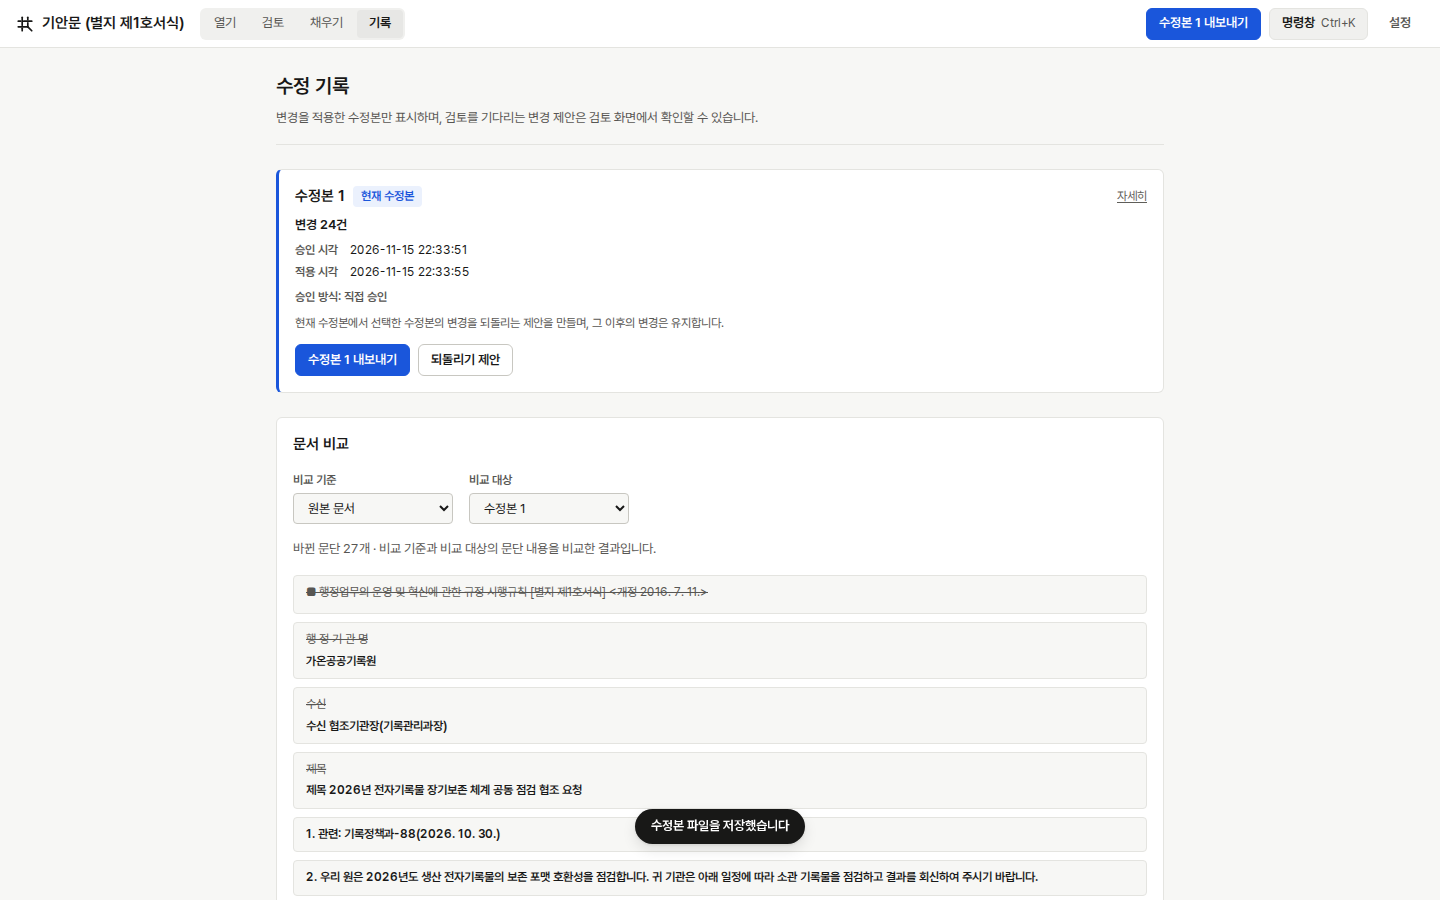 기안문 (별지 제1호서식)
열기 검토 채우기 기록
수정본 1 내보내기
명령창 Ctrl+K
설정
수정 기록
변경을 적용한 수정본만 표시하며, 검토를 기다리는 변경 제안은 검토 화면에서 확인할 수 있습니다.
수정본 1 현재 수정본
자세히
변경 24건
승인 시각 2026-11-15 22:33:51
적용 시각 2026-11-15 22:33:55
승인 방식: 직접 승인
현재 수정본에서 선택한 수정본의 변경을 되돌리는 제안을 만들며, 그 이후의 변경은 유지합니다.
수정본 1 내보내기 되돌리기 제안
문서 비교
비교 기준 비교 대상
원본 문서 수정본 1
바뀐 문단 27개 · 비교 기준과 비교 대상의 문단 내용을 비교한 결과입니다.
■ 행정업무의 운영 및 혁신에 관한 규정 시행규칙 [별지 제1호서식] <개정 2016. 7. 11.>
행 정 기 관 명
가온공공기록원
수신
수신 협조기관장(기록관리과장)
제목
제목 2026년 전자기록물 장기보존 체계 공동 점검 협조 요청
수정본 파일을 저장했습니다
1. 관련: 기록정책과-88(2026. 10. 30.)
2. 우리 원은 2026년도 생산 전자기록물의 보존 포맷 호환성을 점검합니다. 귀 기관은 아래 일정에 따라 소관 기록물을 점검하고 결과를 회신하여 주시기 바랍니다.